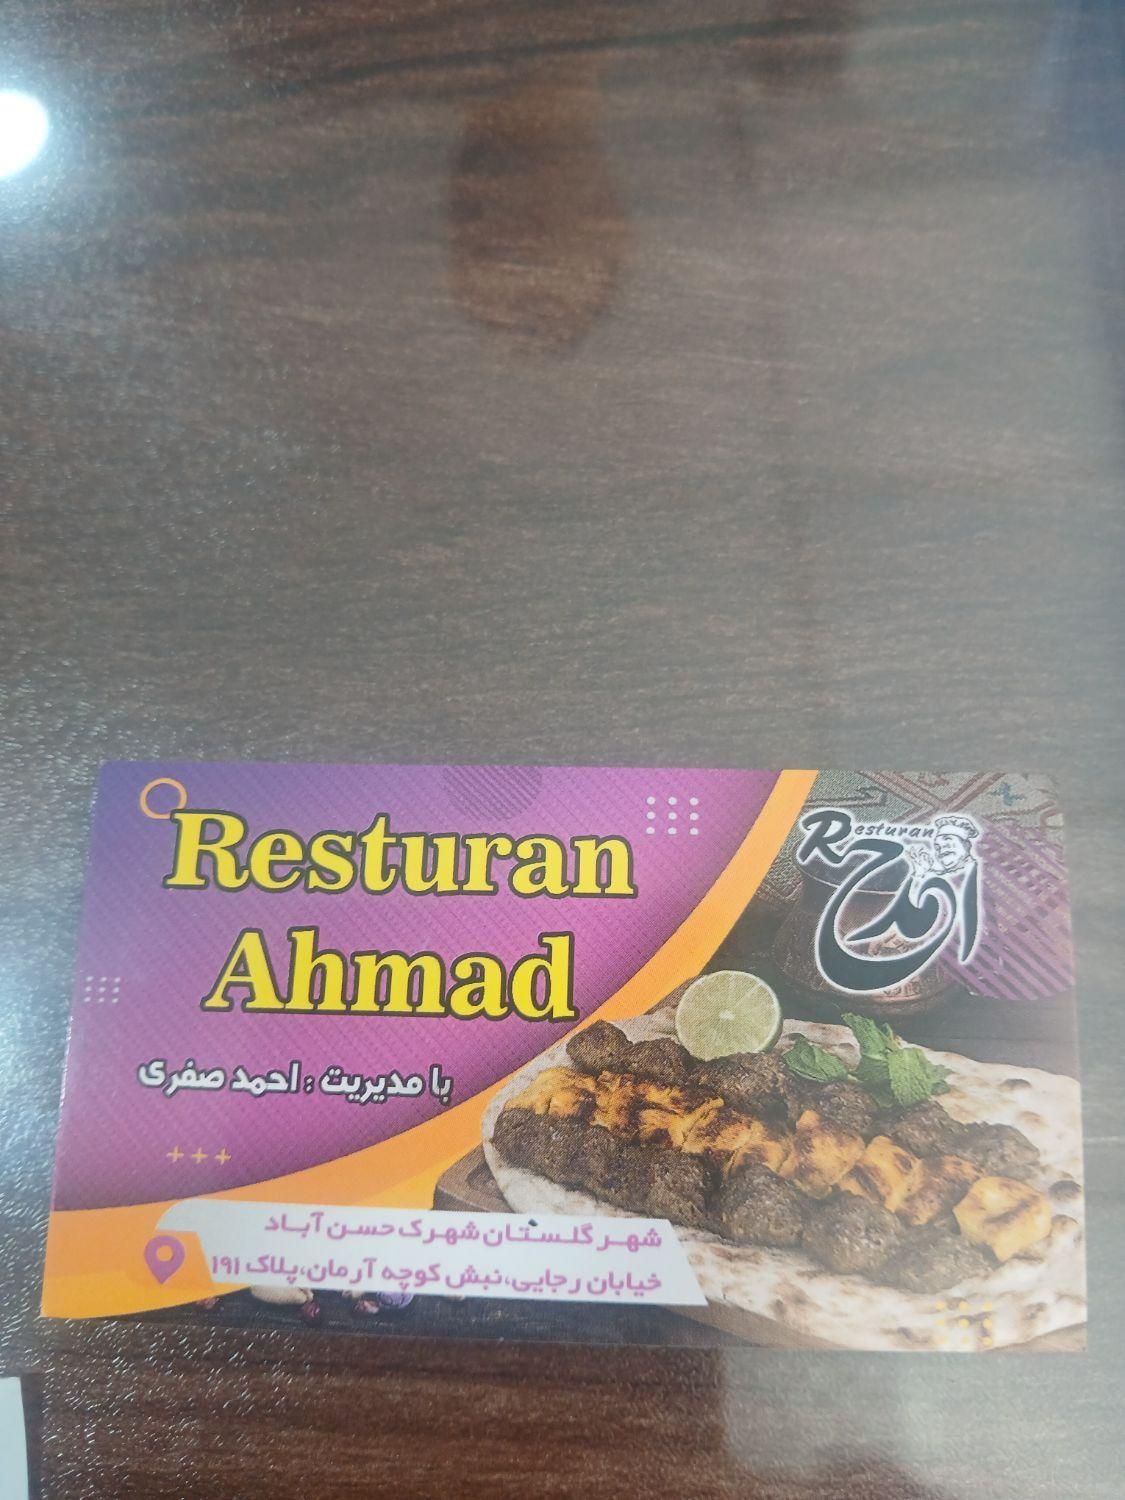 Resturan
Ahmad
با مدیریت : احمد صفری
Resturan
احمد
شهر گلستان شهرک حسن آباد
خیابان رجایی،نبش کوچه آرمان،پلاک ۱۹۱